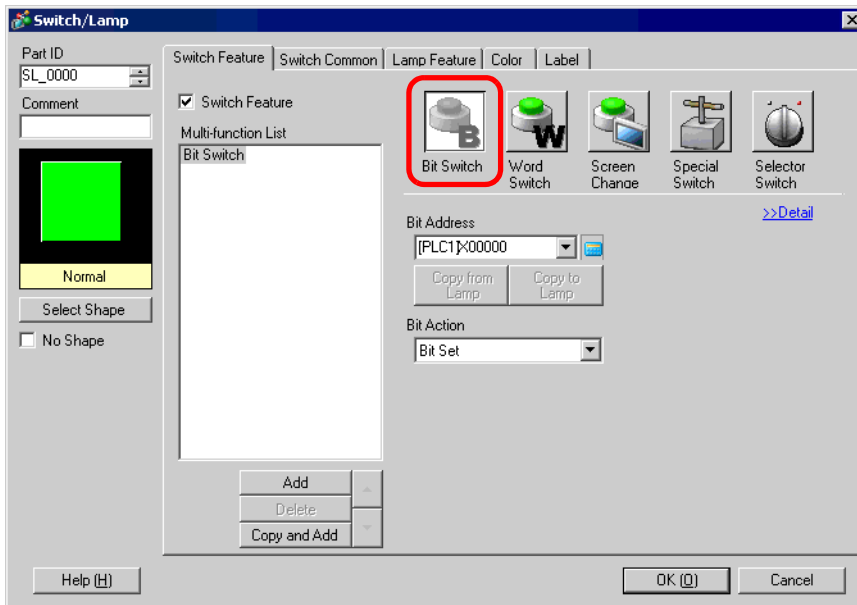 Switch/Lamp
Part ID
SL_0000
Comment
Normal
Select Shape
No Shape
Switch Feature
Switch Common
Lamp Feature
Color
Label
Switch Feature
Multi-function List
Bit Switch
Add
Delete
Copy and Add
B
Bit Switch
W
Word
Switch
Screen
Change
Special
Switch
Selector
Switch
>>Detail
Bit Address
[PLC1]X00000
Copy from
Lamp
Copy to
Lamp
Bit Action
Bit Set
Help (H)
OK (O)
Cancel